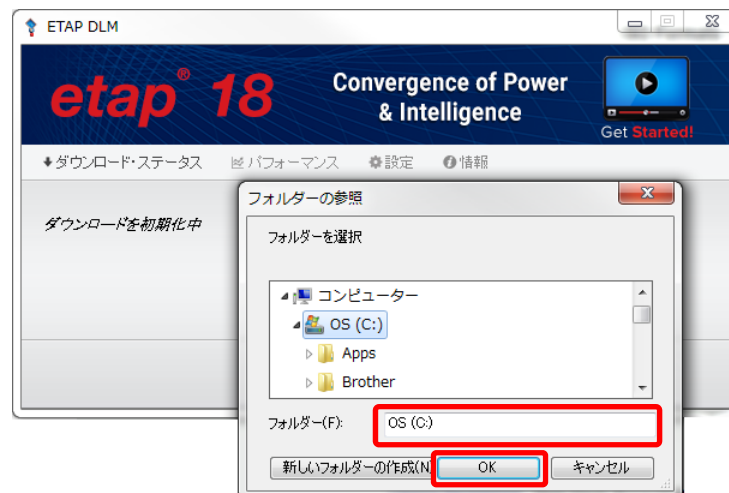 ETAP DLM
etap® 18
Convergence of Power
& Intelligence
Get Started!
ダウンロード・ステータス パフォーマンス 設定 情報
ダウンロードを初期化中
フォルダーの参照
フォルダーを選択
コンピューター
OS (C:)
Apps
Brother
フォルダー(F): OS (C:)
新しいフォルダーの作成(N) OK キャンセル